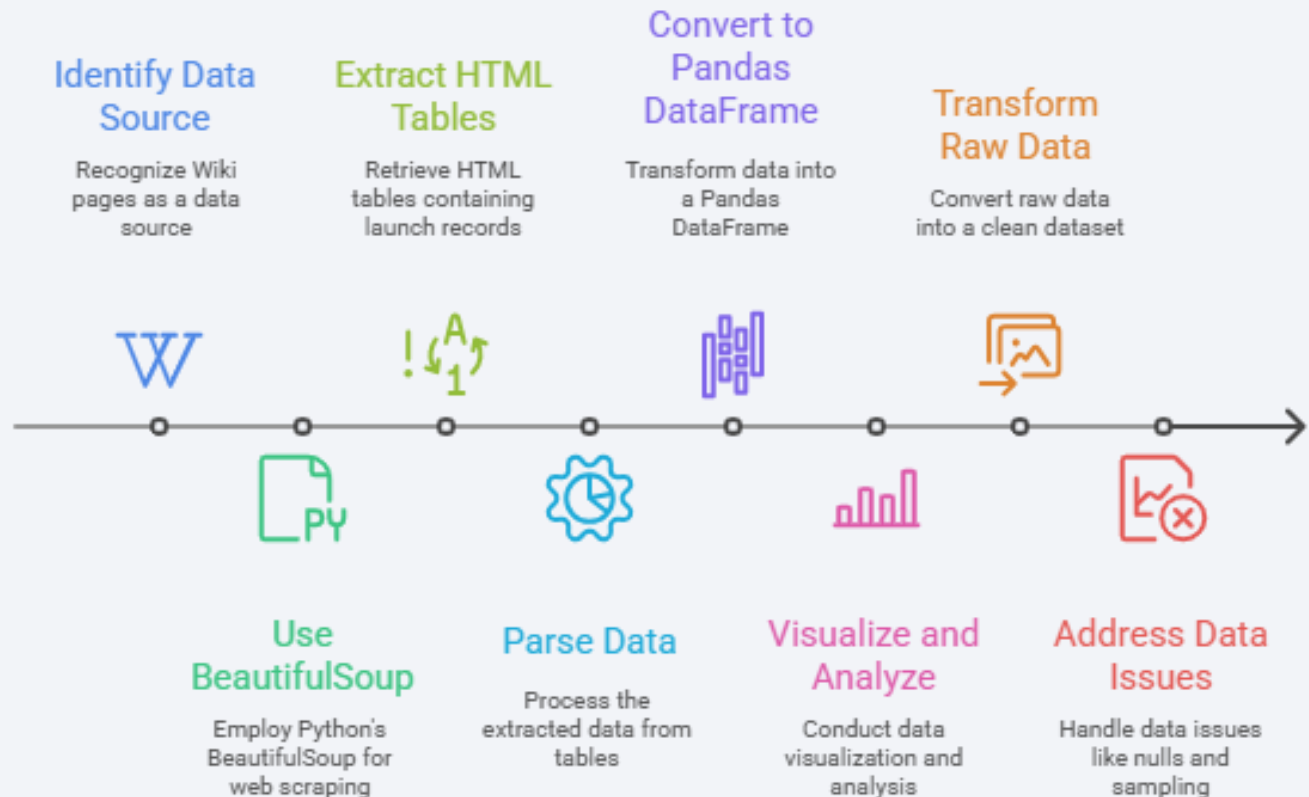 Identify Data
Source
Recognize Wiki
pages as a data
source
Use
BeautifulSoup
Employ Python's
BeautifulSoup for
web scraping
Extract HTML
Tables
Retrieve HTML
tables containing
launch records
Parse Data
Process the
extracted data from
tables
Convert to
Pandas
DataFrame
Transform data into
a Pandas
DataFrame
Visualize and
Analyze
Conduct data
visualization and
analysis
Transform
Raw Data
Convert raw data
into a clean dataset
Address Data
Issues
Handle data issues
like nulls and
sampling
W
! A
1
PY